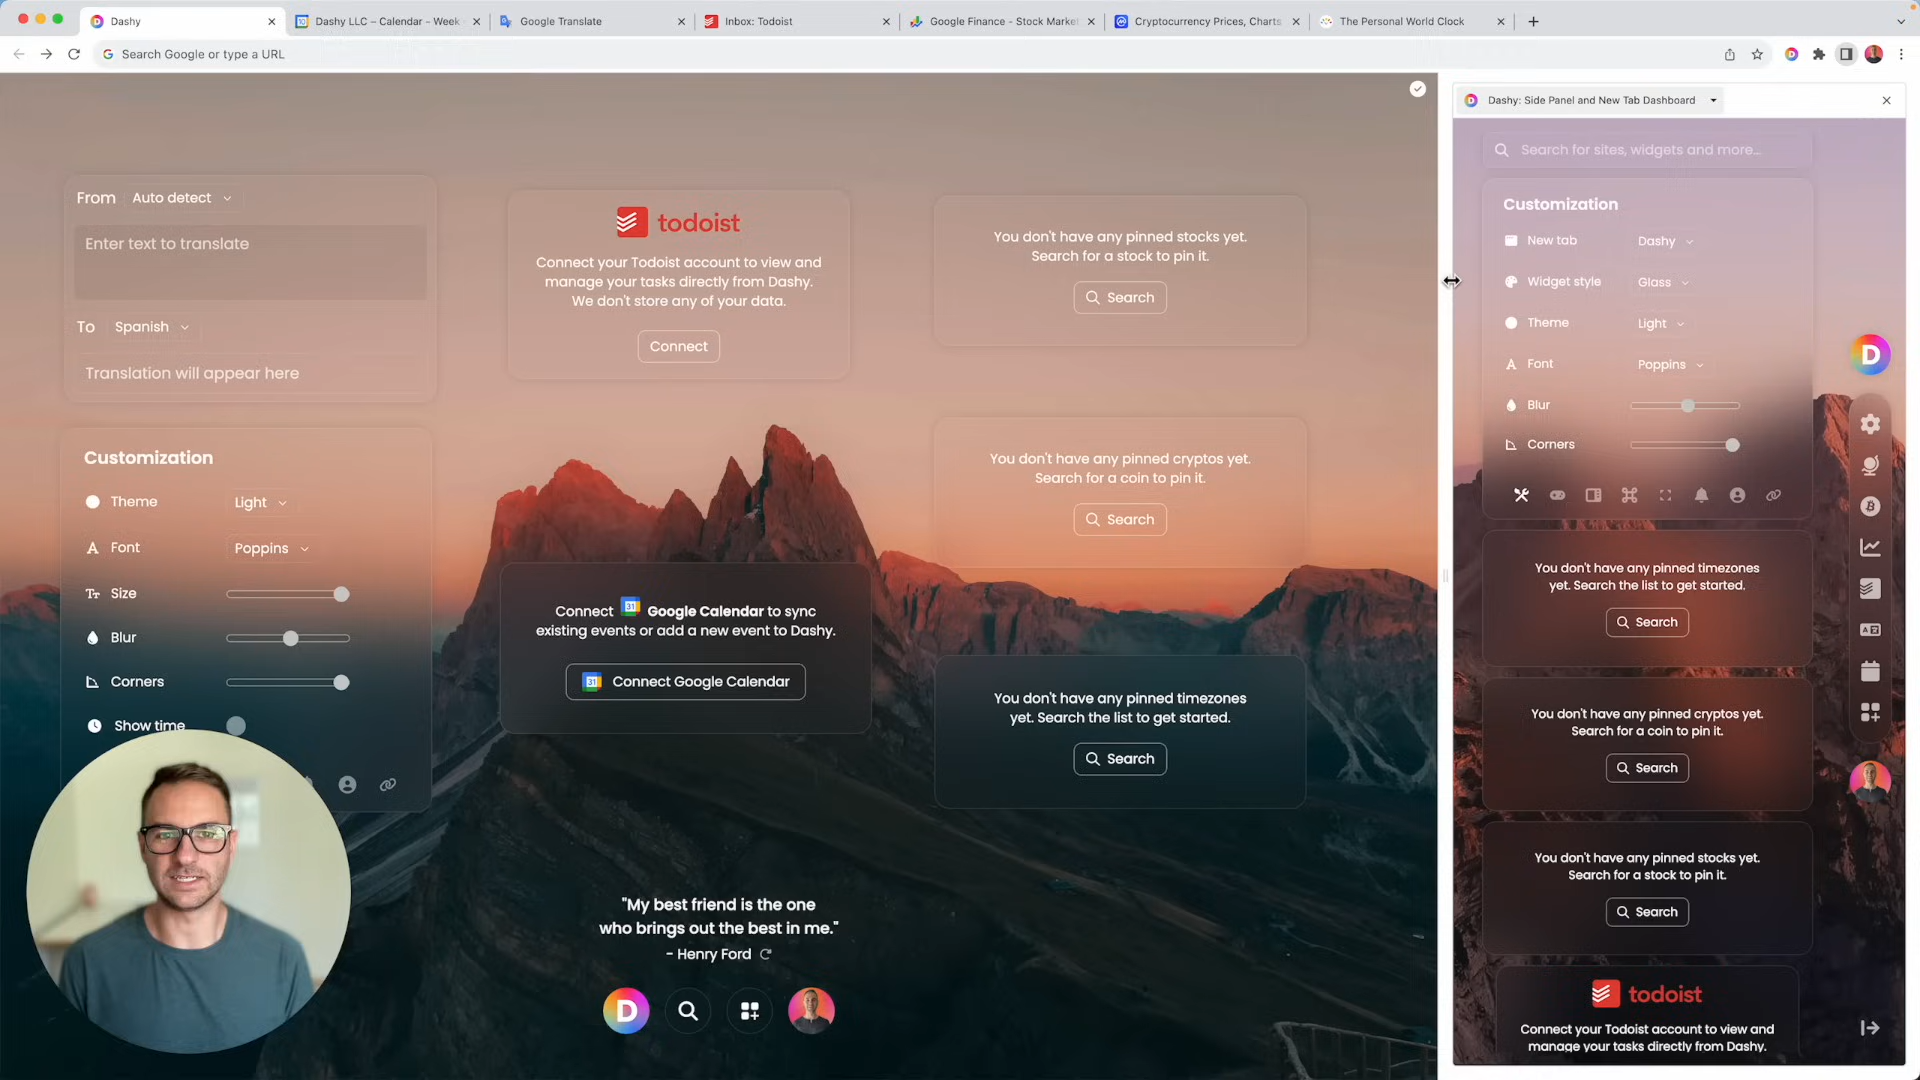 Dashy
Dashy LLC – Calendar - Week
Google Translate
Inbox: Todoist
Google Finance - Stock Market
Cryptocurrency Prices, Charts
The Personal World Clock
Search Google or type a URL
From Auto detect
Enter text to translate
To Spanish
Translation will appear here
Customization
Theme Light
Font Poppins
Size
Blur
Corners
Show time
todoist
Connect your Todoist account to view and
manage your tasks directly from Dashy.
We don't store any of your data.
Connect
Connect 31 Google Calendar to sync
existing events or add a new event to Dashy.
31 Connect Google Calendar
You don't have any pinned stocks yet.
Search for a stock to pin it.
Search
You don't have any pinned cryptos yet.
Search for a coin to pin it.
Search
You don't have any pinned timezones
yet. Search the list to get started.
Search
"My best friend is the one
who brings out the best in me."
- Henry Ford
D
Dashy: Side Panel and New Tab Dashboard
Search for sites, widgets and more...
Customization
New tab Dashy
Widget style Glass
Theme Light
Font Poppins
Blur
Corners
D
You don't have any pinned timezones
yet. Search the list to get started.
Search
You don't have any pinned cryptos yet.
Search for a coin to pin it.
Search
You don't have any pinned stocks yet.
Search for a stock to pin it.
Search
todoist
Connect your Todoist account to view and
manage your tasks directly from Dashy.